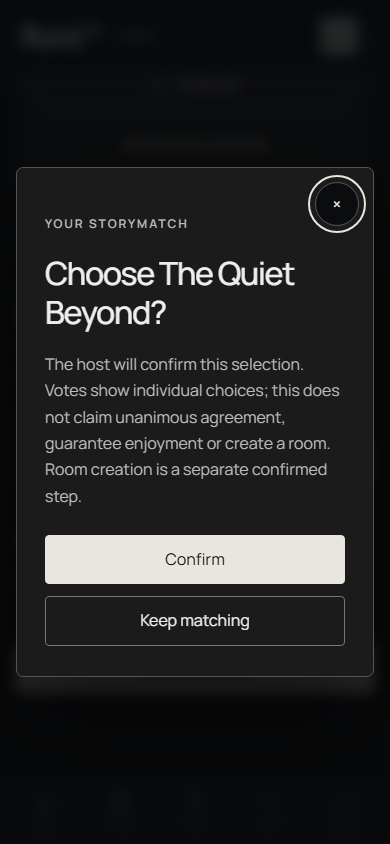 ×
YOUR STORYMATCH
Choose The Quiet
Beyond?
The host will confirm this selection.
Votes show individual choices; this does
not claim unanimous agreement,
guarantee enjoyment or create a room.
Room creation is a separate confirmed
step.
Confirm
Keep matching